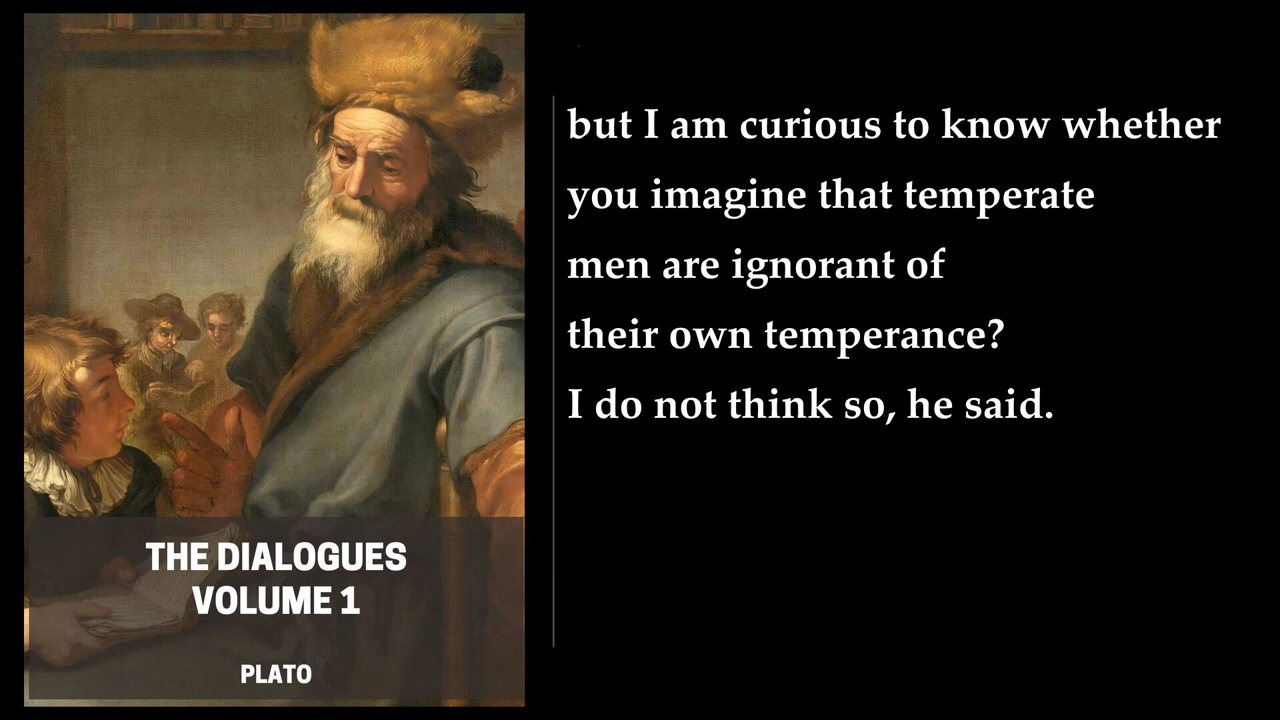 THE DIALOGUES
VOLUME 1
PLATO
but I am curious to know whether
you imagine that temperate
men are ignorant of
their own temperance?
I do not think so, he said.